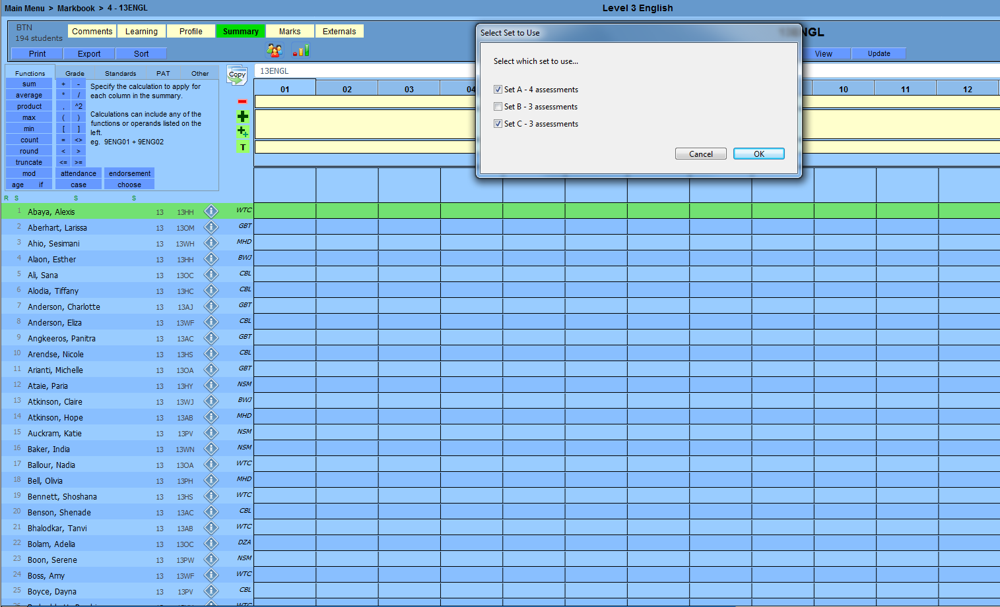 Main Menu > Markbook > 4 - 13ENGL
Level 3 English
BTN
194 students
Comments Learning Profile Summary Marks Externals
Print Export Sort
View Update
Select Set to Use
Select which set to use...
Set A - 4 assessments
Set B - 3 assessments
Set C - 3 assessments
Cancel OK
Functions Grade Standards PAT Other
Copy
13ENGL
sum + -
average * /
product , ^2
max ( )
min [ ]
count = <>
round < >
truncate <= >=
mod attendance endorsement
age if case choose
Specify the calculation to apply for
each column in the summary.
Calculations can include any of the
functions or operands listed on the
left.
eg. 9ENG01 + 9ENG02
T
01 02 03 04 10 11 12
R S S S
1 Abaya, Alexis 13 13HH WTC
2 Aberhart, Larissa 13 13OM GBT
3 Ahio, Sesimani 13 13WH MHD
4 Alaon, Esther 13 13HH BWJ
5 Ali, Sana 13 13OC CBL
6 Alodia, Tiffany 13 13HC CBL
7 Anderson, Charlotte 13 13AJ GBT
8 Anderson, Eliza 13 13WF CBL
9 Angkeeros, Panitra 13 13AC GBT
10 Arendse, Nicole 13 13HS CBL
11 Arianti, Michelle 13 13OA GBT
12 Ataie, Paria 13 13HY NSM
13 Atkinson, Claire 13 13WJ BWJ
14 Atkinson, Hope 13 13AB MHD
15 Auckram, Katie 13 13PV NSM
16 Baker, India 13 13WN NSM
17 Ballour, Nadia 13 13OA WTC
18 Bell, Olivia 13 13PH MHD
19 Bennett, Shoshana 13 13HS WTC
20 Benson, Shenade 13 13AC CBL
21 Bhalodkar, Tanvi 13 13AB WTC
22 Bolam, Adelia 13 13OC DZA
23 Boon, Serene 13 13PW NSM
24 Boss, Amy 13 13WF WTC
25 Boyce, Dayna 13 13PV CBL